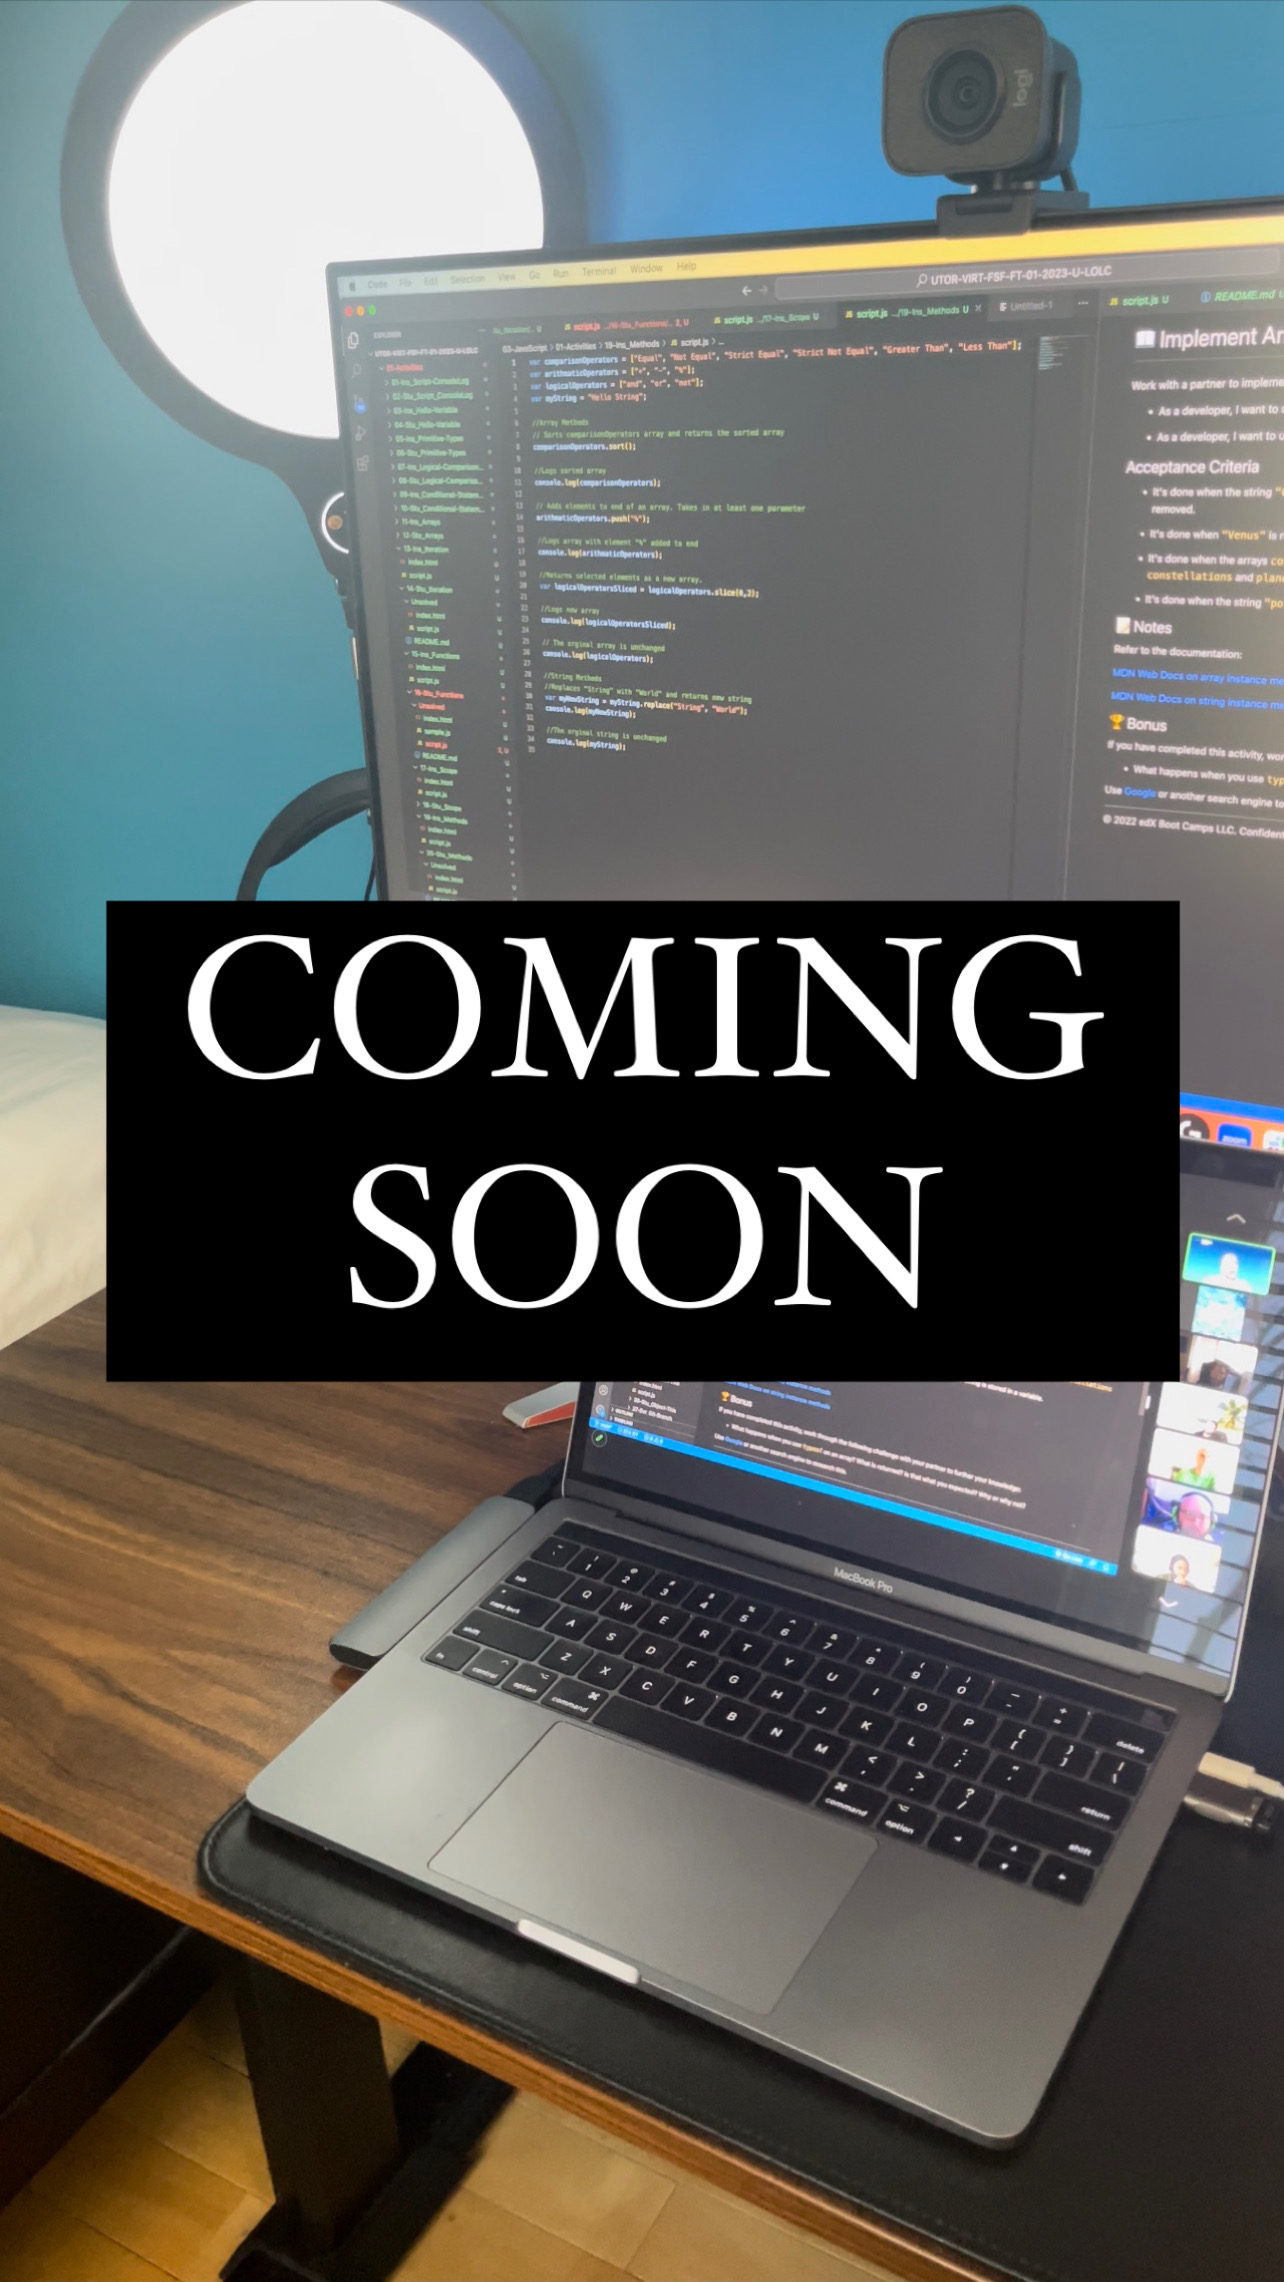 logi
Code File Edit Selection View Go Run Terminal Window Help
UTOR-VIRT-FSF-FT-01-2023-U-LOLC
EXPLORER
script.js .../16-Stu_Functions/... 2, U
script.js .../17-Ins_Scope U
script.js .../19-Ins_Methods U
Untitled-1
script.js U
README.md
UTOR-VIRT-FSF-FT-01-2023-U-LOLC
03-JavaScript > 01-Activities > 19-Ins_Methods > script.js > ...
01-Activities
01-Ins_Script-ConsoleLog
02-Stu_Script_ConsoleLog
03-Ins_Hello-Variable
04-Stu_Hello-Variable
05-Ins_Primitive-Types
06-Stu_Primitive-Types
07-Ins_Logical-Comparison...
08-Stu_Logical-Comparison...
09-Ins_Conditional-Statem...
10-Stu_Conditional-Statem...
11-Ins_Arrays
12-Stu_Arrays
13-Ins_Iteration
index.html
script.js
14-Stu_Iteration
Unsolved
index.html
script.js
README.md
15-Ins_Functions
index.html
script.js
16-Stu_Functions
Unsolved
index.html
sample.js
script.js 2, U
README.md
17-Ins_Scope
index.html
script.js
18-Stu_Scope
19-Ins_Methods
index.html
script.js
20-Stu_Methods
Unsolved
index.html
script.js
1 var comparisonOperators = ["Equal", "Not Equal", "Strict Equal", "Strict Not Equal", "Greater Than", "Less Than"];
2 var arithmaticOperators = ["+", "-", "%"];
3 var logicalOperators = ["and", "or", "not"];
4 var myString = "Hello String";
5
6 //Array Methods
7 // Sorts comparisonOperators array and returns the sorted array
8 comparisonOperators.sort();
9
10 //Logs sorted array
11 console.log(comparisonOperators);
12
13 // Adds elements to end of an array. Takes in at least one parameter
14 arithmaticOperators.push("%");
15
16 //Logs array with element "%" added to end
17 console.log(arithmaticOperators);
18
19 //Returns selected elements as a new array.
20 var logicalOperatorsSliced = logicalOperators.slice(0,2);
21
22 //Logs new array
23 console.log(logicalOperatorsSliced);
24
25 // The orginal array is unchanged
26 console.log(logicalOperators);
27
28 //String Methods
29 //Replaces "String" with "World" and returns new string
30 var myNewString = myString.replace("String", "World");
31 console.log(myNewString);
32
33 //The orginal string is unchanged
34 console.log(myString);
35
Implement Ar
Work with a partner to impleme
• As a developer, I want to
• As a developer, I want to u
Acceptance Criteria
• It's done when the string
removed.
• It's done when "Venus" is
• It's done when the arrays co
constellations and plan
• It's done when the string "po
Notes
Refer to the documentation:
MDN Web Docs on array instance me
MDN Web Docs on string instance me
Bonus
If you have completed this activity, wor
• What happens when you use typ
Use Google or another search engine to
© 2022 edX Boot Camps LLC. Confiden
COMING
SOON
zoom
Bonus
If you have completed this activity, work through the following challenge with your partner to further your knowledge:
• What happens when you use typeof on an array? What is returned? Is that what you expected? Why or why not?
Use Google or another search engine to research this.
MacBook Pro
~ ! @ # $ % ^ & * ( ) _ + delete
1 2 3 4 5 6 7 8 9 0 - =
tab Q W E R T Y U I O P { [ } ] | \
caps lock A S D F G H J K L : ; " ' return
shift Z X C V B N M < , > . ? / shift
fn control option command command option